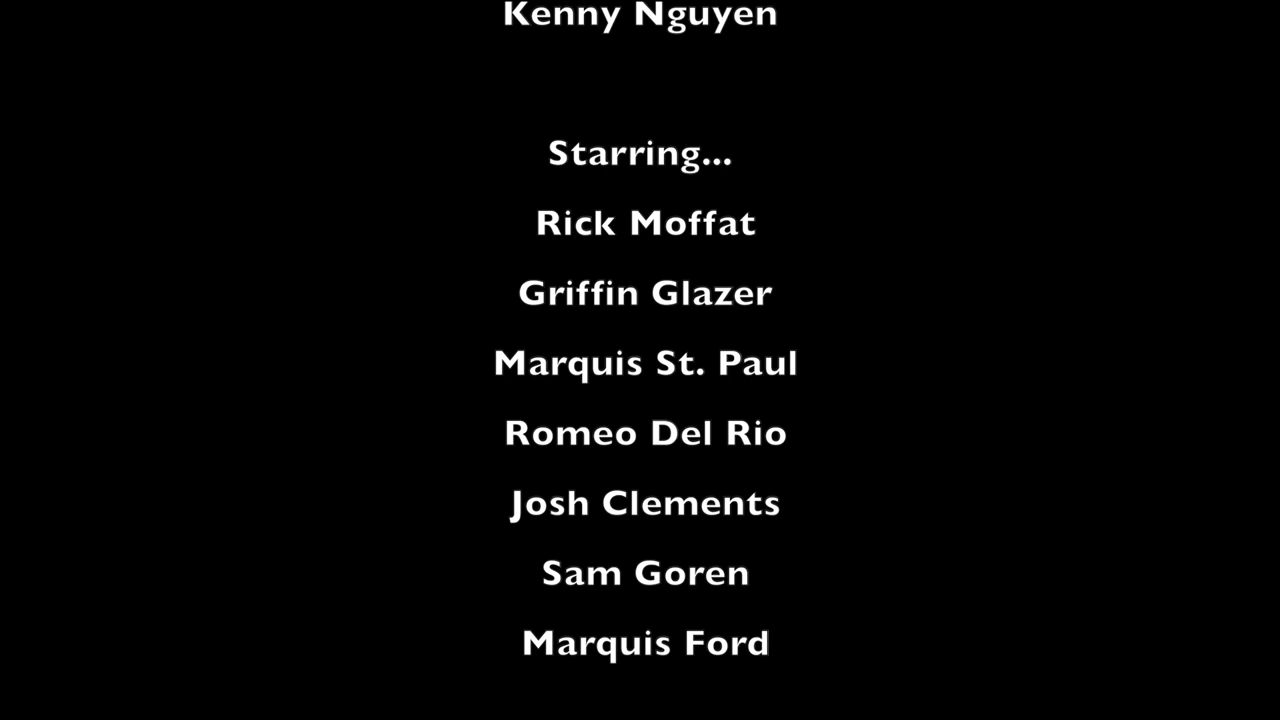 Kenny Nguyen
Starring...
Rick Moffat
Griffin Glazer
Marquis St. Paul
Romeo Del Rio
Josh Clements
Sam Goren
Marquis Ford